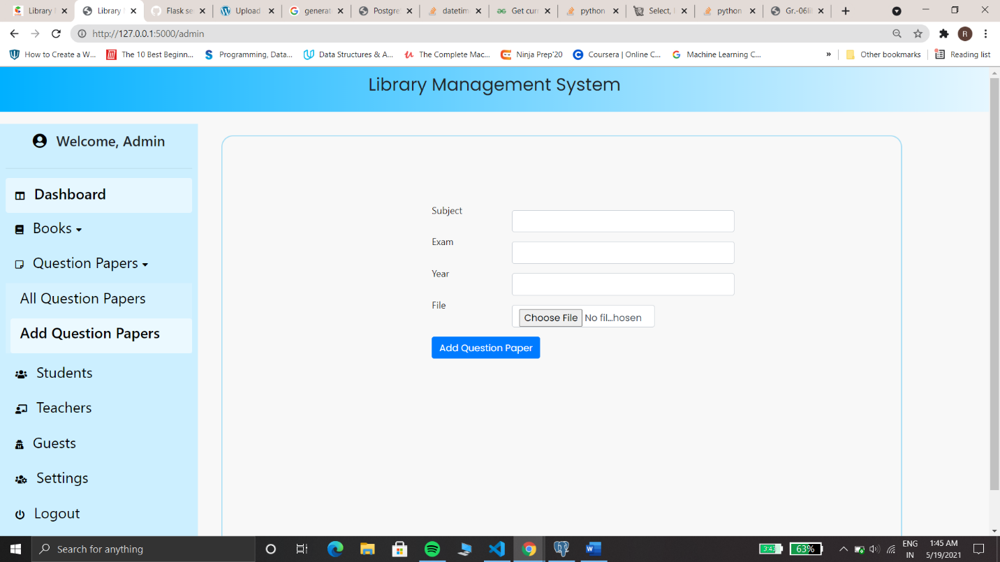 Library
Library
Flask se
Upload
generat
Postgre
datetim
Get curr
python
Select,
python
Gr.-06lib
http://127.0.0.1:5000/admin
R
How to Create a W...
The 10 Best Beginn...
Programming, Data...
Data Structures & A...
The Complete Mac...
Ninja Prep'20
Coursera | Online C...
Machine Learning C...
»
Other bookmarks
Reading list
Library Management System
Welcome, Admin
Dashboard
Books
Question Papers
All Question Papers
Add Question Papers
Students
Teachers
Guests
Settings
Logout
Subject
Exam
Year
File
Choose File No fil...hosen
Add Question Paper
Search for anything
3:43
63%
ENG
IN
1:45 AM
5/19/2021